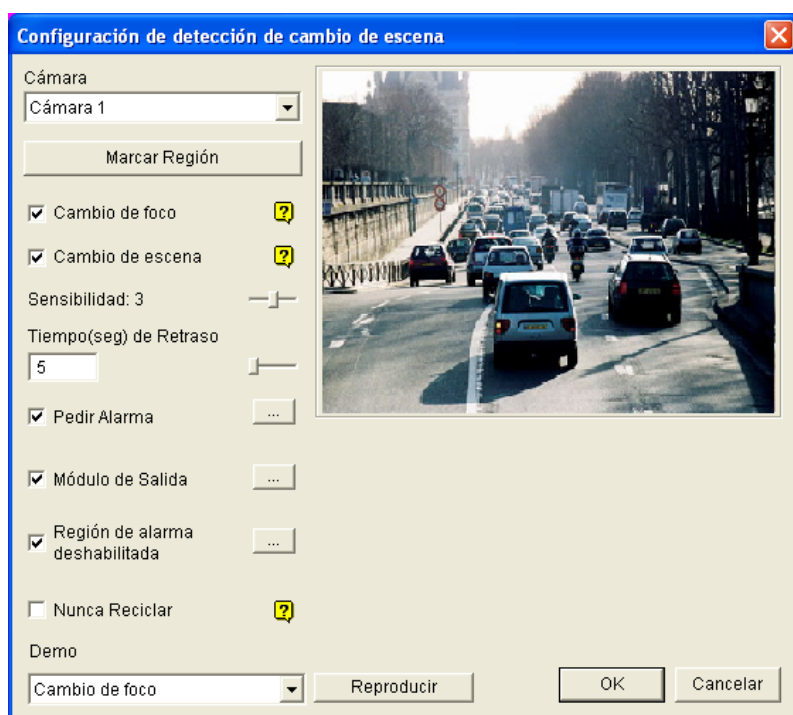 Configuración de detección de cambio de escena
Cámara
Cámara 1
Marcar Región
Cambio de foco
?
Cambio de escena
?
Sensibilidad: 3
Tiempo(seg) de Retraso
5
Pedir Alarma
...
Módulo de Salida
...
Región de alarma
deshabilitada
...
Nunca Reciclar
?
Demo
Cambio de foco
Reproducir
OK
Cancelar